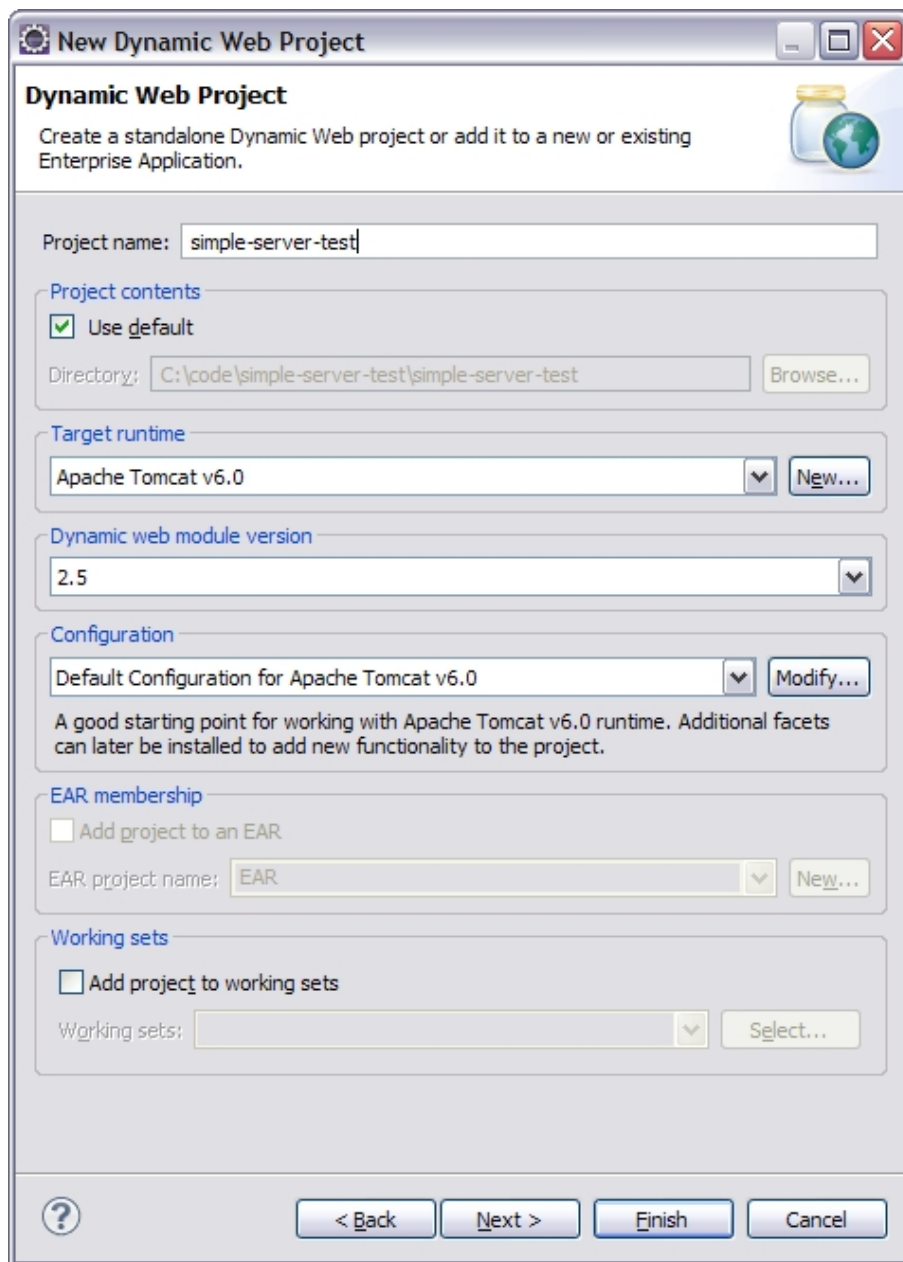 New Dynamic Web Project
Dynamic Web Project
Create a standalone Dynamic Web project or add it to a new or existing
Enterprise Application.
Project name: simple-server-test
Project contents
Use default
Directory: C:\code\simple-server-test\simple-server-test Browse...
Target runtime
Apache Tomcat v6.0 New...
Dynamic web module version
2.5
Configuration
Default Configuration for Apache Tomcat v6.0 Modify...
A good starting point for working with Apache Tomcat v6.0 runtime. Additional facets
can later be installed to add new functionality to the project.
EAR membership
Add project to an EAR
EAR project name: EAR New...
Working sets
Add project to working sets
Working sets: Select...
? < Back Next > Finish Cancel